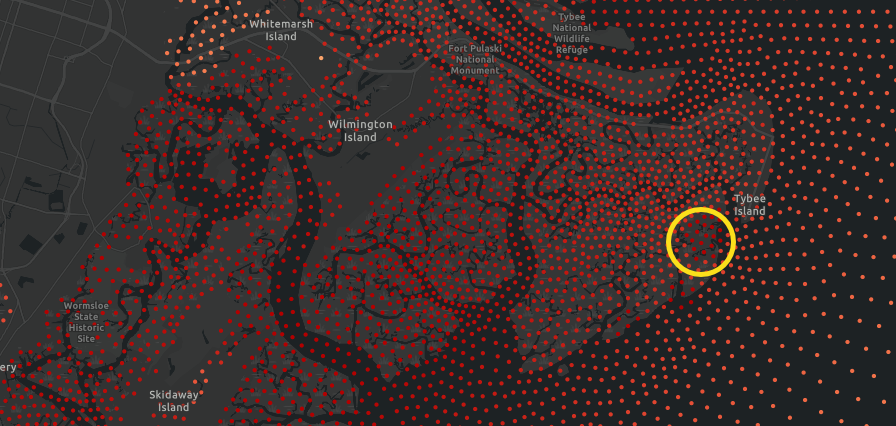 Whitemarsh
Island
Tybee
National
Wildlife
Refuge
Fort Pulaski
National
Monument
Wilmington
Island
Tybee
Island
Wormsloe
State
Historic
Site
ery
Skidaway
Island